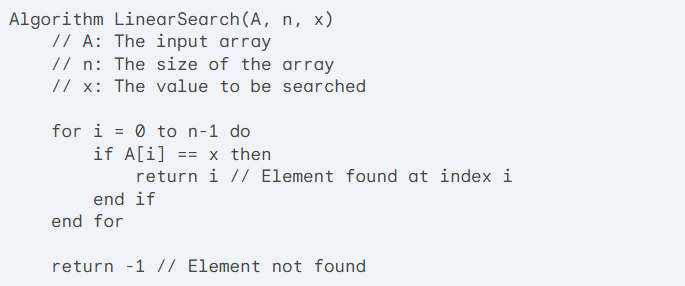 Algorithm LinearSearch(A, n, x)
    // A: The input array
    // n: The size of the array
    // x: The value to be searched

    for i = 0 to n-1 do
        if A[i] == x then
            return i // Element found at index i
        end if
    end for

    return -1 // Element not found